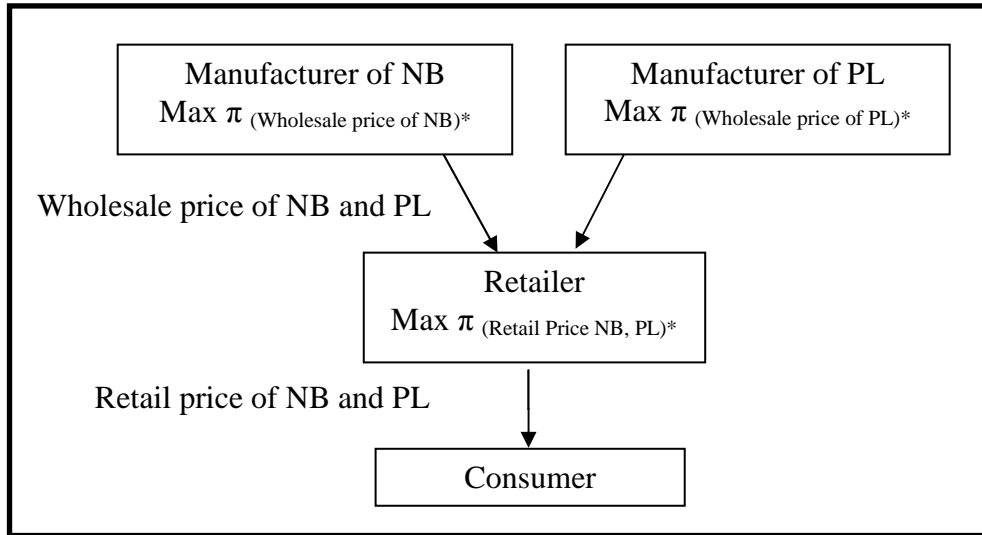 Manufacturer of NB
Max π (Wholesale price of NB)*
Manufacturer of PL
Max π (Wholesale price of PL)*
Wholesale price of NB and PL
Retailer
Max π (Retail Price NB, PL)*
Retail price of NB and PL
Consumer